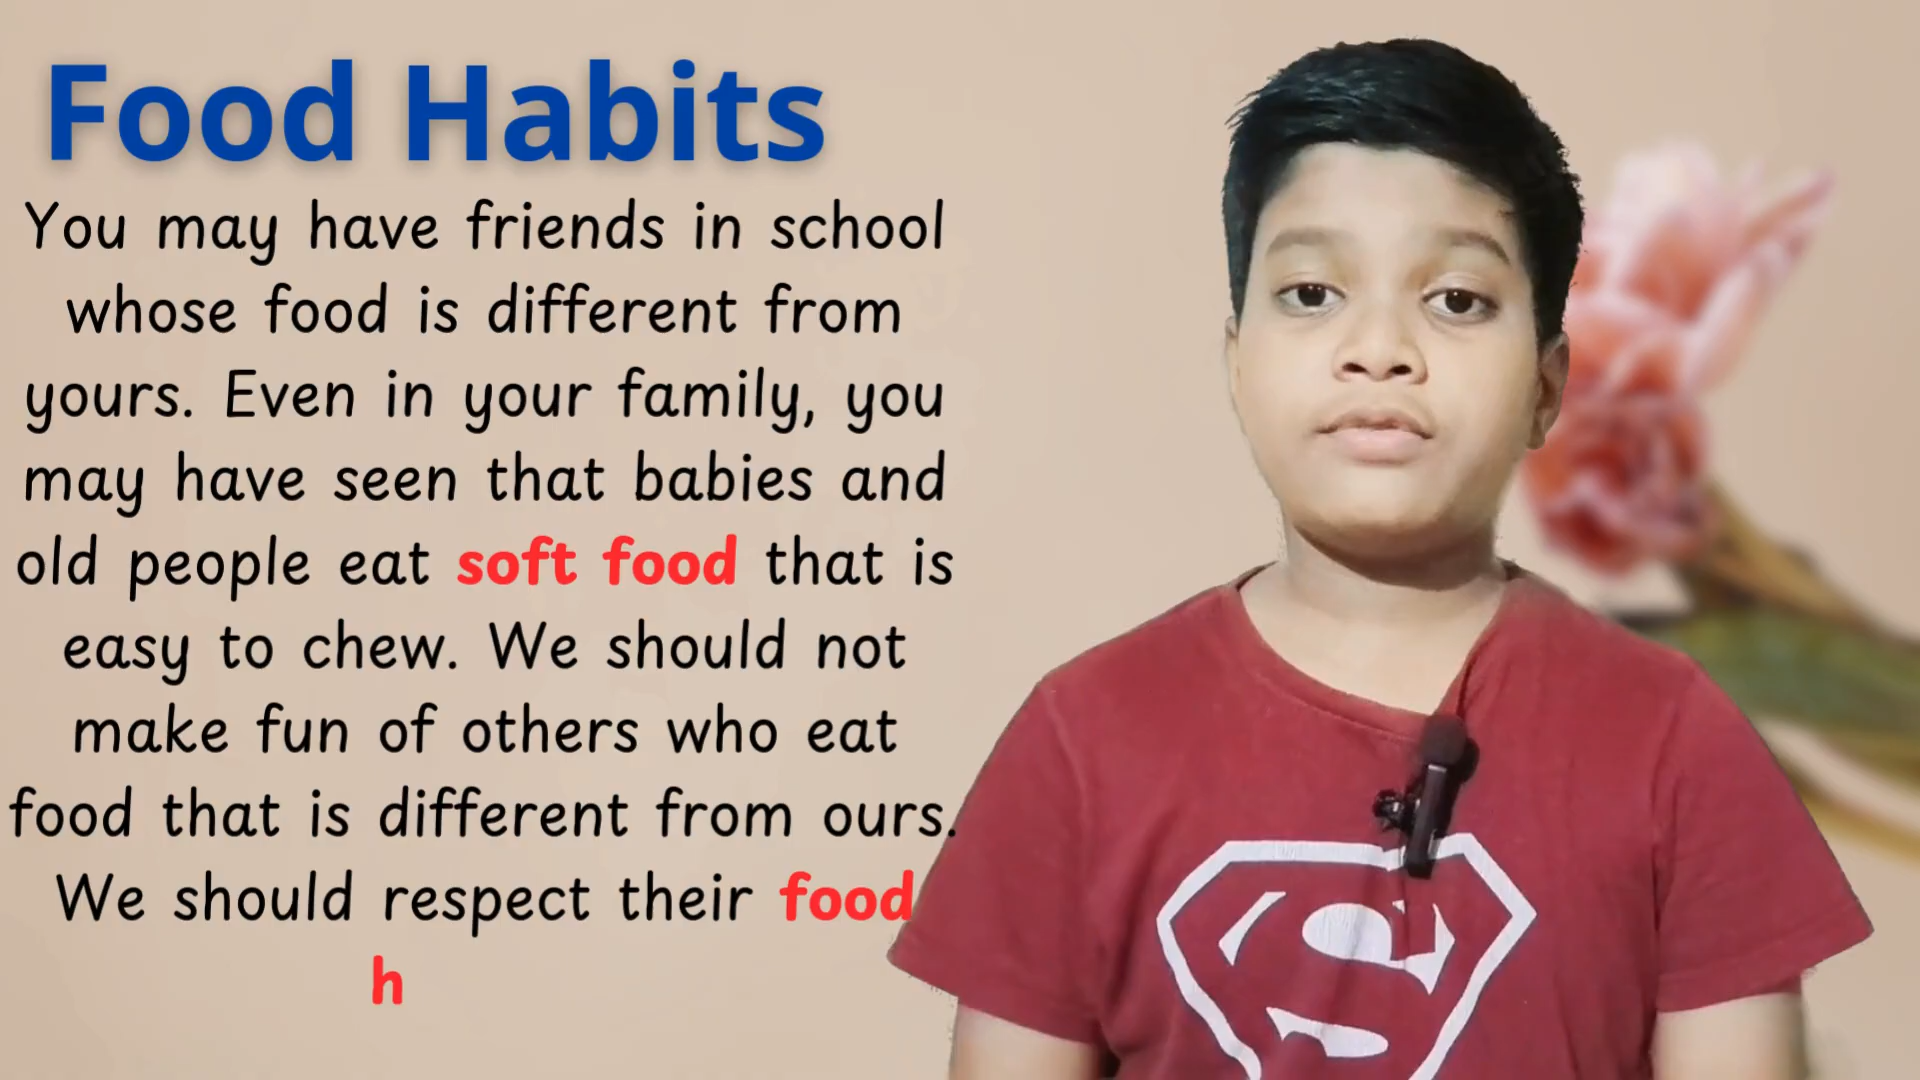 Food Habits
You may have friends in school
whose food is different from
yours. Even in your family, you
may have seen that babies and
old people eat soft food that is
easy to chew. We should not
make fun of others who eat
food that is different from ours.
We should respect their food
h
S